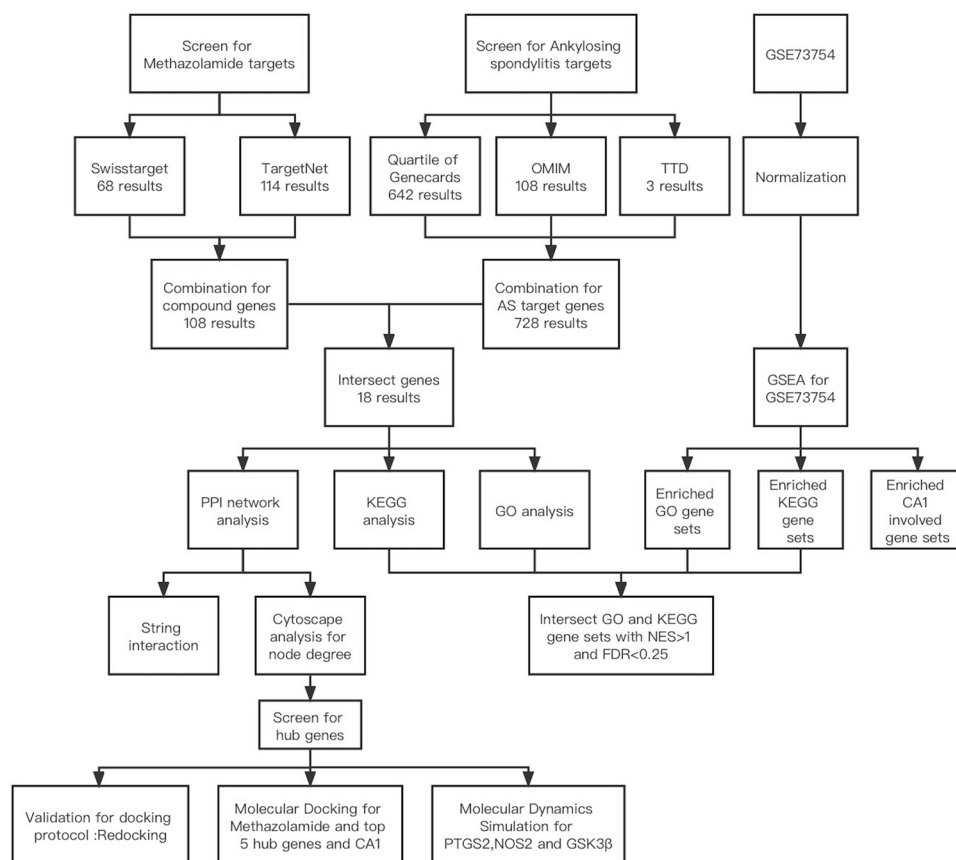 Screen for
Methazolamide targets
Screen for Ankylosing
spondylitis targets
GSE73754
Swisstarget
68 results
TargetNet
114 results
Quartile of
Genecards
642 results
OMIM
108 results
TTD
3 results
Normalization
Combination for
compound genes
108 results
Combination for
AS target genes
728 results
Intersect genes
18 results
GSEA for
GSE73754
PPI network
analysis
KEGG
analysis
GO analysis
Enriched
GO gene
sets
Enriched
KEGG
gene
sets
Enriched
CA1
involved
gene sets
String
interaction
Cytoscape
analysis for
node degree
Intersect GO and KEGG
gene sets with NES>1
and FDR<0.25
Screen for
hub genes
Validation for docking
protocol :Redocking
Molecular Docking for
Methazolamide and top
5 hub genes and CA1
Molecular Dynamics
Simulation for
PTGS2,NOS2 and GSK3β